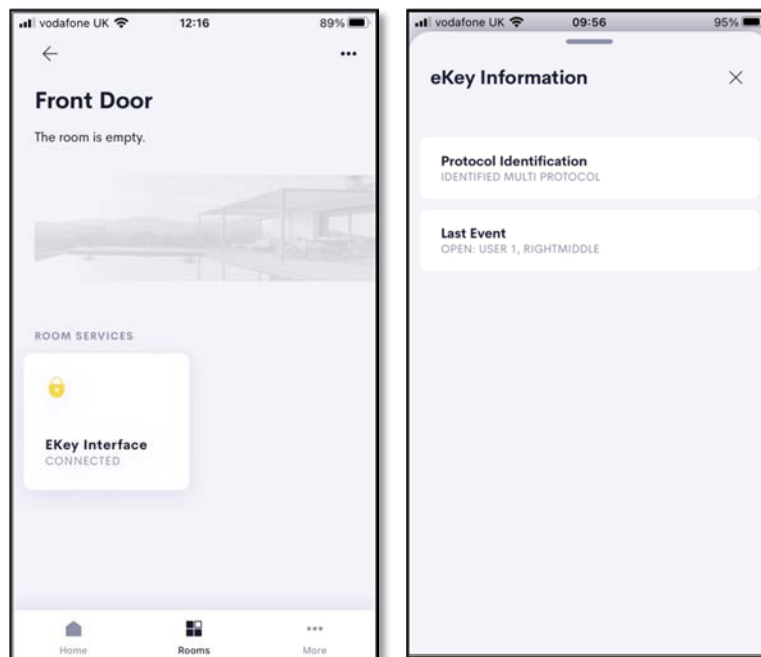 vodafone UK 12:16 89%
Front Door
The room is empty.
ROOM SERVICES
EKey Interface
CONNECTED
Home Rooms More
vodafone UK 09:56 95%
eKey Information
Protocol Identification
IDENTIFIED MULTI PROTOCOL
Last Event
OPEN: USER 1, RIGHTMIDDLE